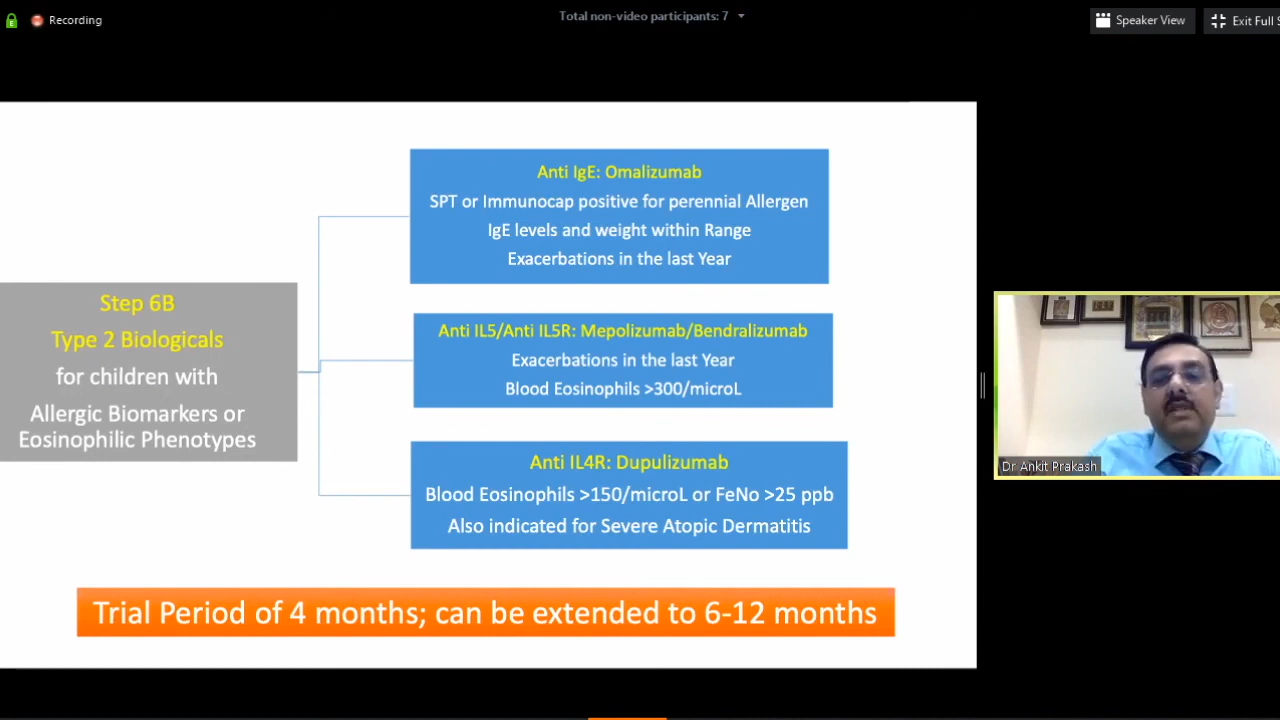 Recording
Total non-video participants: 7
Speaker View
Exit Full S
Step 6B
Type 2 Biologicals
for children with
Allergic Biomarkers or
Eosinophilic Phenotypes
Anti IgE: Omalizumab
SPT or Immunocap positive for perennial Allergen
IgE levels and weight within Range
Exacerbations in the last Year
Anti IL5/Anti IL5R: Mepolizumab/Bendralizumab
Exacerbations in the last Year
Blood Eosinophils >300/microL
Anti IL4R: Dupulizumab
Blood Eosinophils >150/microL or FeNo >25 ppb
Also indicated for Severe Atopic Dermatitis
Trial Period of 4 months; can be extended to 6-12 months
Dr Ankit Prakash